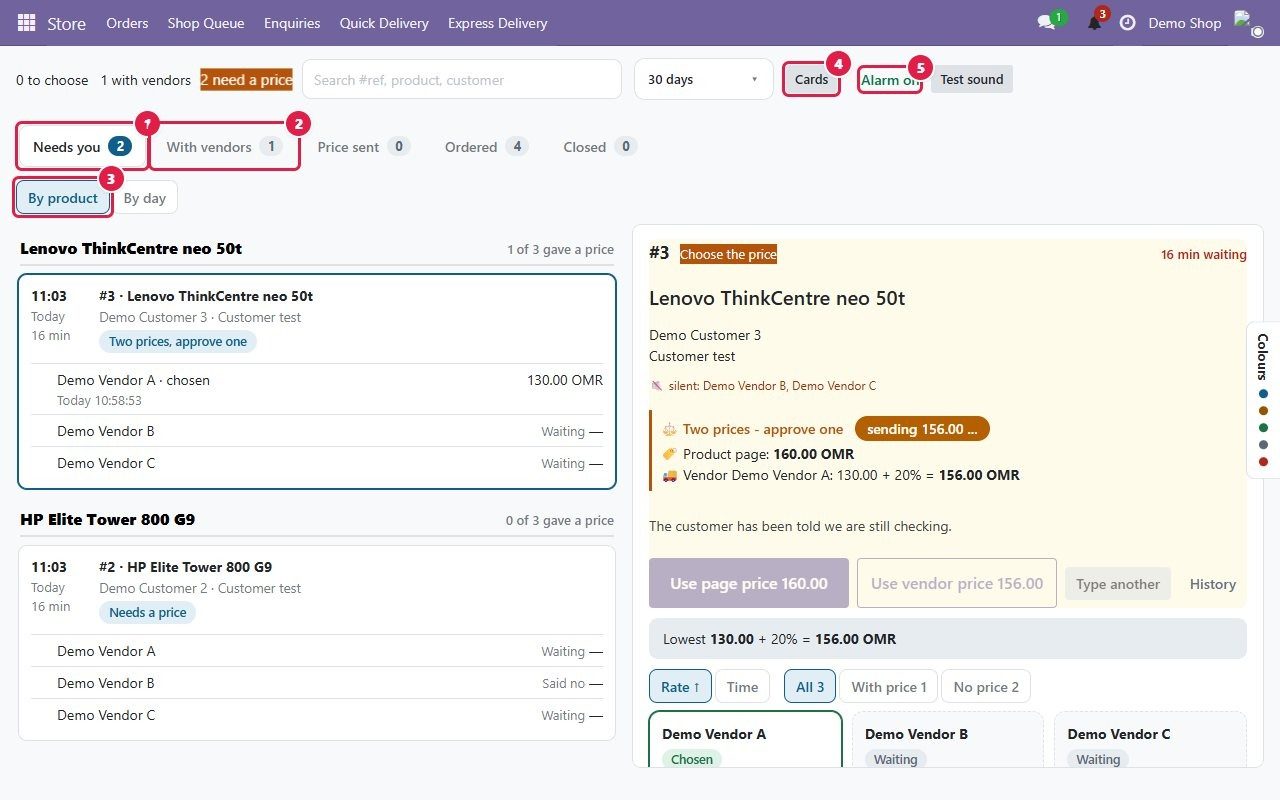 Store Orders Shop Queue Enquiries Quick Delivery Express Delivery 1 3 Demo Shop
0 to choose 1 with vendors 2 need a price Search #ref, product, customer 30 days Cards 4 Alarm on 5 Test sound
Needs you 2 1 With vendors 1 2 Price sent 0 Ordered 4 Closed 0
By product 3 By day
Lenovo ThinkCentre neo 50t 1 of 3 gave a price
11:03 #3 · Lenovo ThinkCentre neo 50t
Today Demo Customer 3 · Customer test
16 min Two prices, approve one
Demo Vendor A · chosen 130.00 OMR
Today 10:58:53
Demo Vendor B Waiting —
Demo Vendor C Waiting —
HP Elite Tower 800 G9 0 of 3 gave a price
11:03 #2 · HP Elite Tower 800 G9
Today Demo Customer 2 · Customer test
16 min Needs a price
Demo Vendor A Waiting —
Demo Vendor B Said no —
Demo Vendor C Waiting —
#3 Choose the price 16 min waiting
Lenovo ThinkCentre neo 50t
Demo Customer 3
Customer test
silent: Demo Vendor B, Demo Vendor C
Two prices - approve one sending 156.00 ...
Product page: 160.00 OMR
Vendor Demo Vendor A: 130.00 + 20% = 156.00 OMR
The customer has been told we are still checking.
Use page price 160.00 Use vendor price 156.00 Type another History
Lowest 130.00 + 20% = 156.00 OMR
Rate ↑ Time All 3 With price 1 No price 2
Demo Vendor A Demo Vendor B Demo Vendor C
Chosen Waiting Waiting
Colours